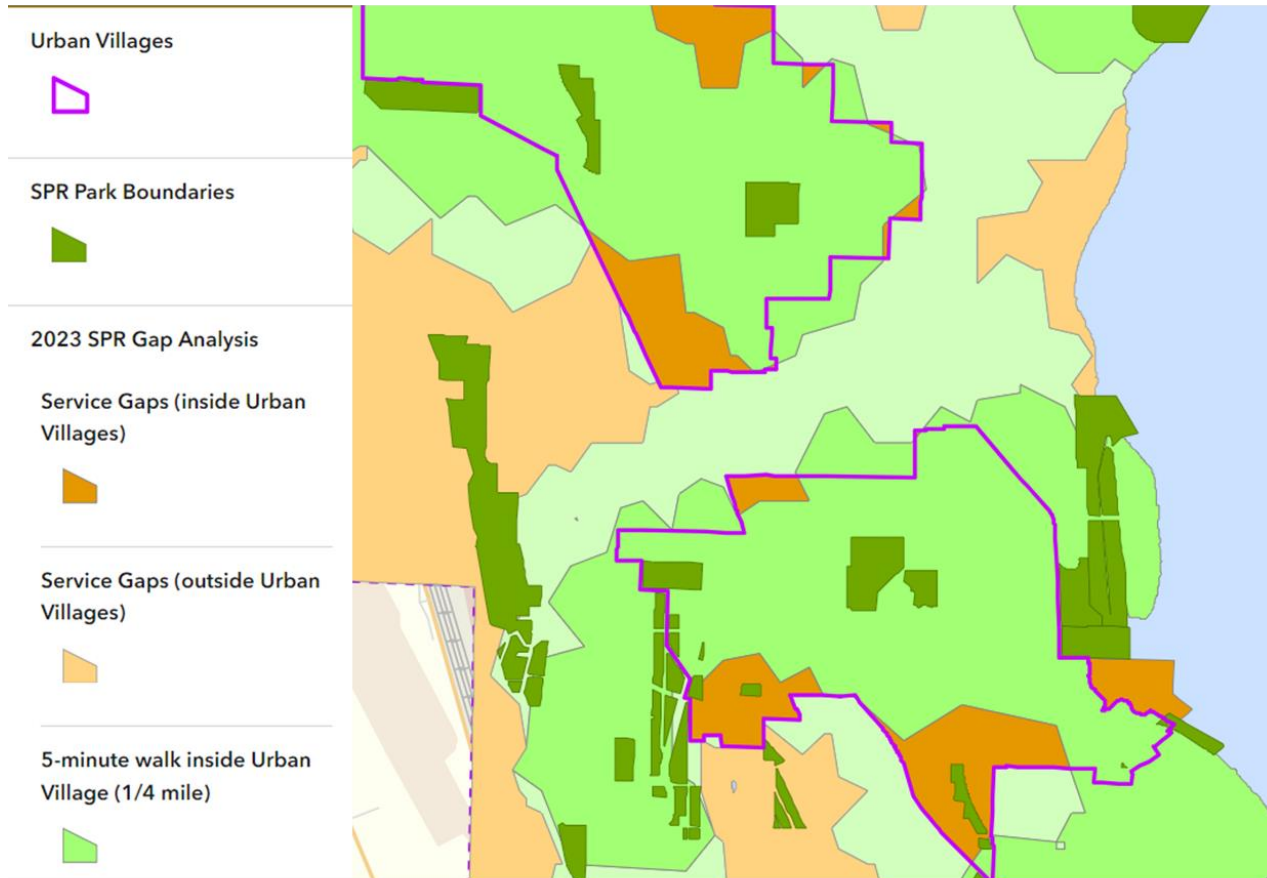 Urban Villages
SPR Park Boundaries
2023 SPR Gap Analysis
Service Gaps (inside Urban
Villages)
Service Gaps (outside Urban
Villages)
5-minute walk inside Urban
Village (1/4 mile)